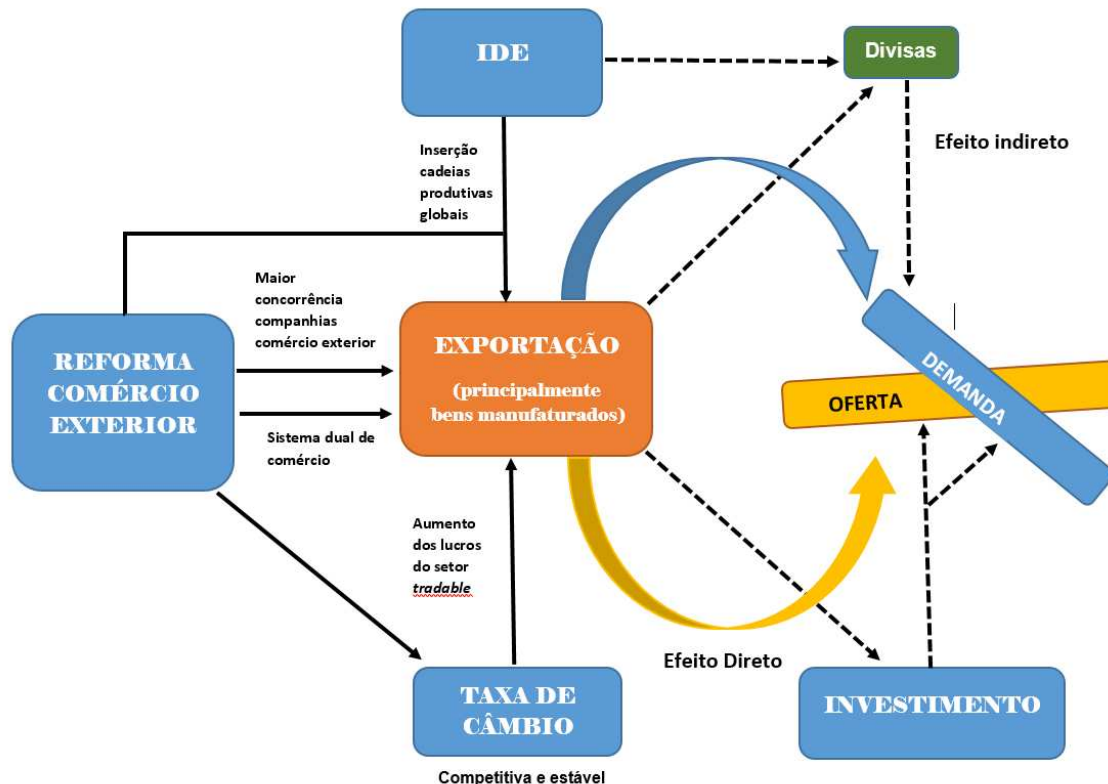 IDE
Divisas
Efeito indireto
Inserção
cadeias
produtivas
globais
Maior
concorrência
companhias
comércio exterior
REFORMA
COMÉRCIO
EXTERIOR
EXPORTAÇÃO
(principalmente
bens manufaturados)
OFERTA
DEMANDA
Sistema dual de
comércio
Aumento
dos lucros
do setor
tradable
Efeito Direto
TAXA DE
CÂMBIO
INVESTIMENTO
Competitiva e estável